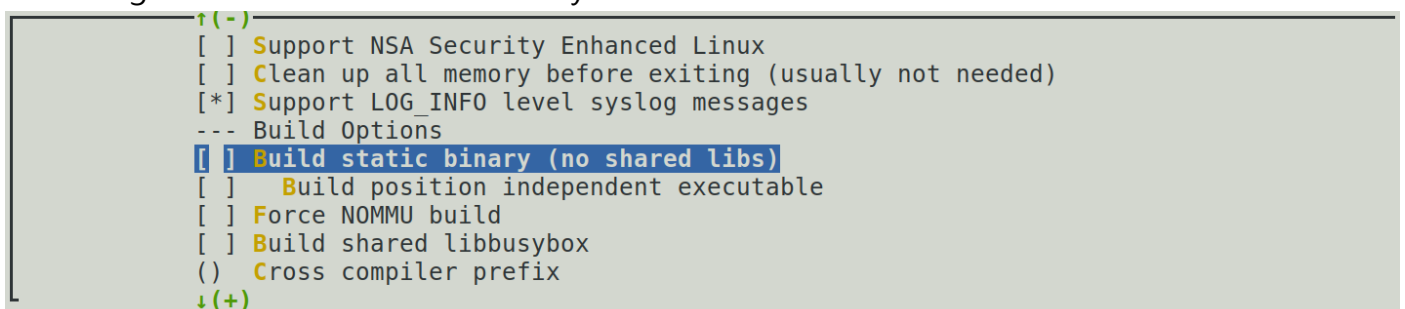 ↑(-)
[ ] Support NSA Security Enhanced Linux
[ ] Clean up all memory before exiting (usually not needed)
[*] Support LOG_INFO level syslog messages
--- Build Options
[ ] Build static binary (no shared libs)
[ ]   Build position independent executable
[ ] Force NOMMU build
[ ] Build shared libbusybox
()  Cross compiler prefix
↓(+)